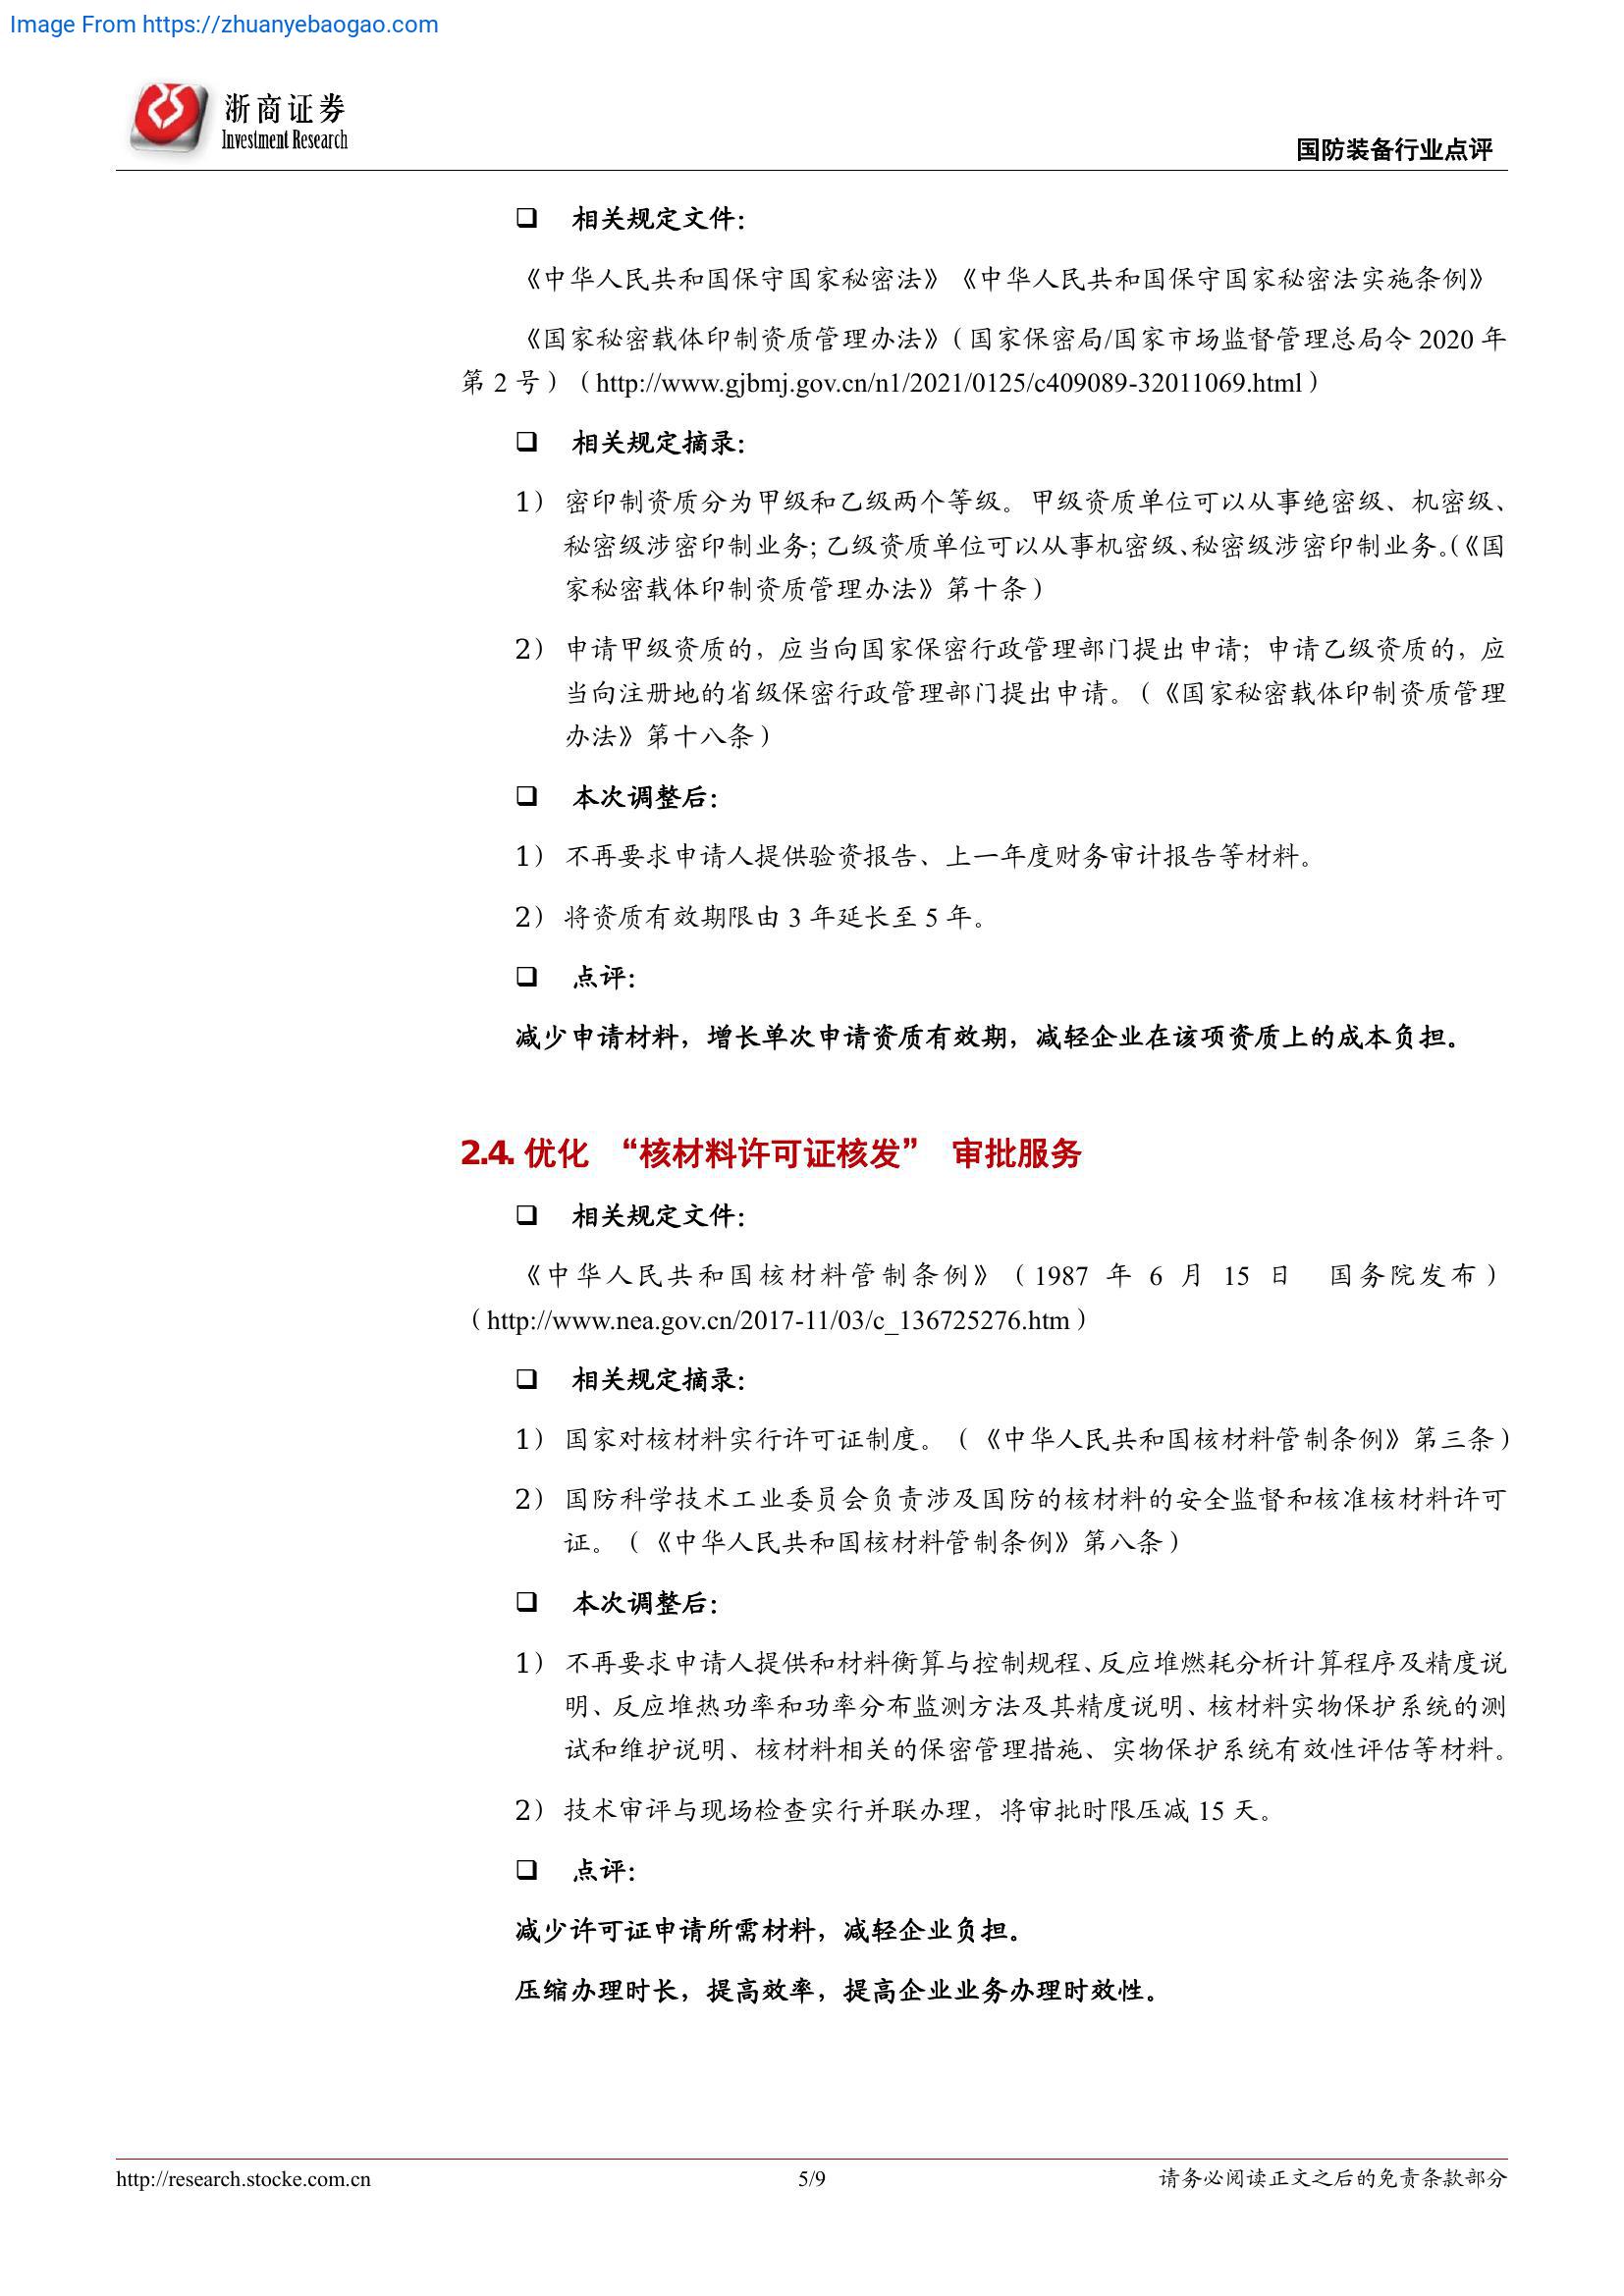 Image From https://zhuanyebaogao.com
浙商证券
Investment Research
国防装备行业点评
❑ 相关规定文件：
《中华人民共和国保守国家秘密法》《中华人民共和国保守国家秘密法实施条例》
《国家秘密载体印制资质管理办法》（国家保密局/国家市场监督管理总局令 2020 年
第 2 号）（http://www.gjbmj.gov.cn/n1/2021/0125/c409089-32011069.html）
❑ 相关规定摘录：
1） 密印制资质分为甲级和乙级两个等级。甲级资质单位可以从事绝密级、机密级、
秘密级涉密印制业务；乙级资质单位可以从事机密级、秘密级涉密印制业务。（《国
家秘密载体印制资质管理办法》第十条）
2） 申请甲级资质的，应当向国家保密行政管理部门提出申请；申请乙级资质的，应
当向注册地的省级保密行政管理部门提出申请。（《国家秘密载体印制资质管理
办法》第十八条）
❑ 本次调整后：
1） 不再要求申请人提供验资报告、上一年度财务审计报告等材料。
2） 将资质有效期限由 3 年延长至 5 年。
❑ 点评：
减少申请材料，增长单次申请资质有效期，减轻企业在该项资质上的成本负担。
2.4. 优化 “核材料许可证核发” 审批服务
❑ 相关规定文件：
《中华人民共和国核材料管制条例》（1987 年 6 月 15 日 国务院发布）
（http://www.nea.gov.cn/2017-11/03/c_136725276.htm）
❑ 相关规定摘录：
1） 国家对核材料实行许可证制度。（《中华人民共和国核材料管制条例》第三条）
2） 国防科学技术工业委员会负责涉及国防的核材料的安全监督和核准核材料许可
证。（《中华人民共和国核材料管制条例》第八条）
❑ 本次调整后：
1） 不再要求申请人提供和材料衡算与控制规程、反应堆燃耗分析计算程序及精度说
明、反应堆热功率和功率分布监测方法及其精度说明、核材料实物保护系统的测
试和维护说明、核材料相关的保密管理措施、实物保护系统有效性评估等材料。
2） 技术审评与现场检查实行并联办理，将审批时限压减 15 天。
❑ 点评：
减少许可证申请所需材料，减轻企业负担。
压缩办理时长，提高效率，提高企业业务办理时效性。
http://research.stocke.com.cn
5/9
请务必阅读正文之后的免责条款部分